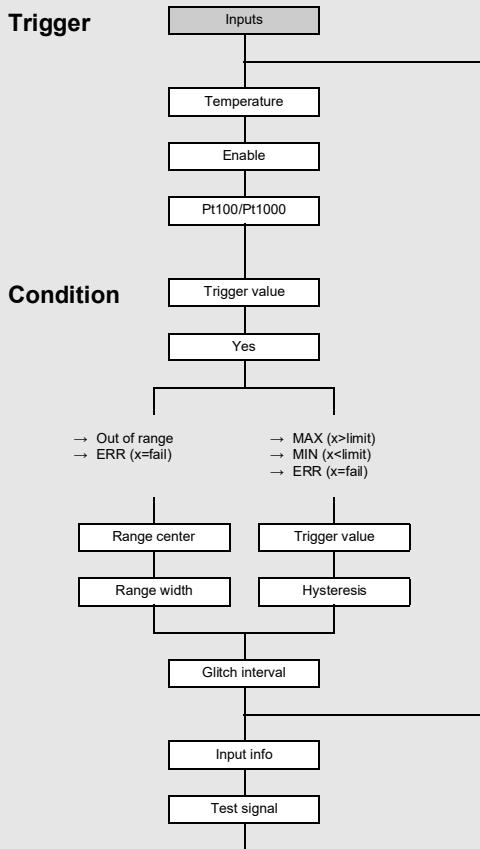 Trigger
Inputs
Temperature
Enable
Pt100/Pt1000
Condition
Trigger value
Yes
→ Out of range
→ ERR (x=fail)
→ MAX (x>limit)
→ MIN (x<limit)
→ ERR (x=fail)
Range center
Trigger value
Range width
Hysteresis
Glitch interval
Input info
Test signal